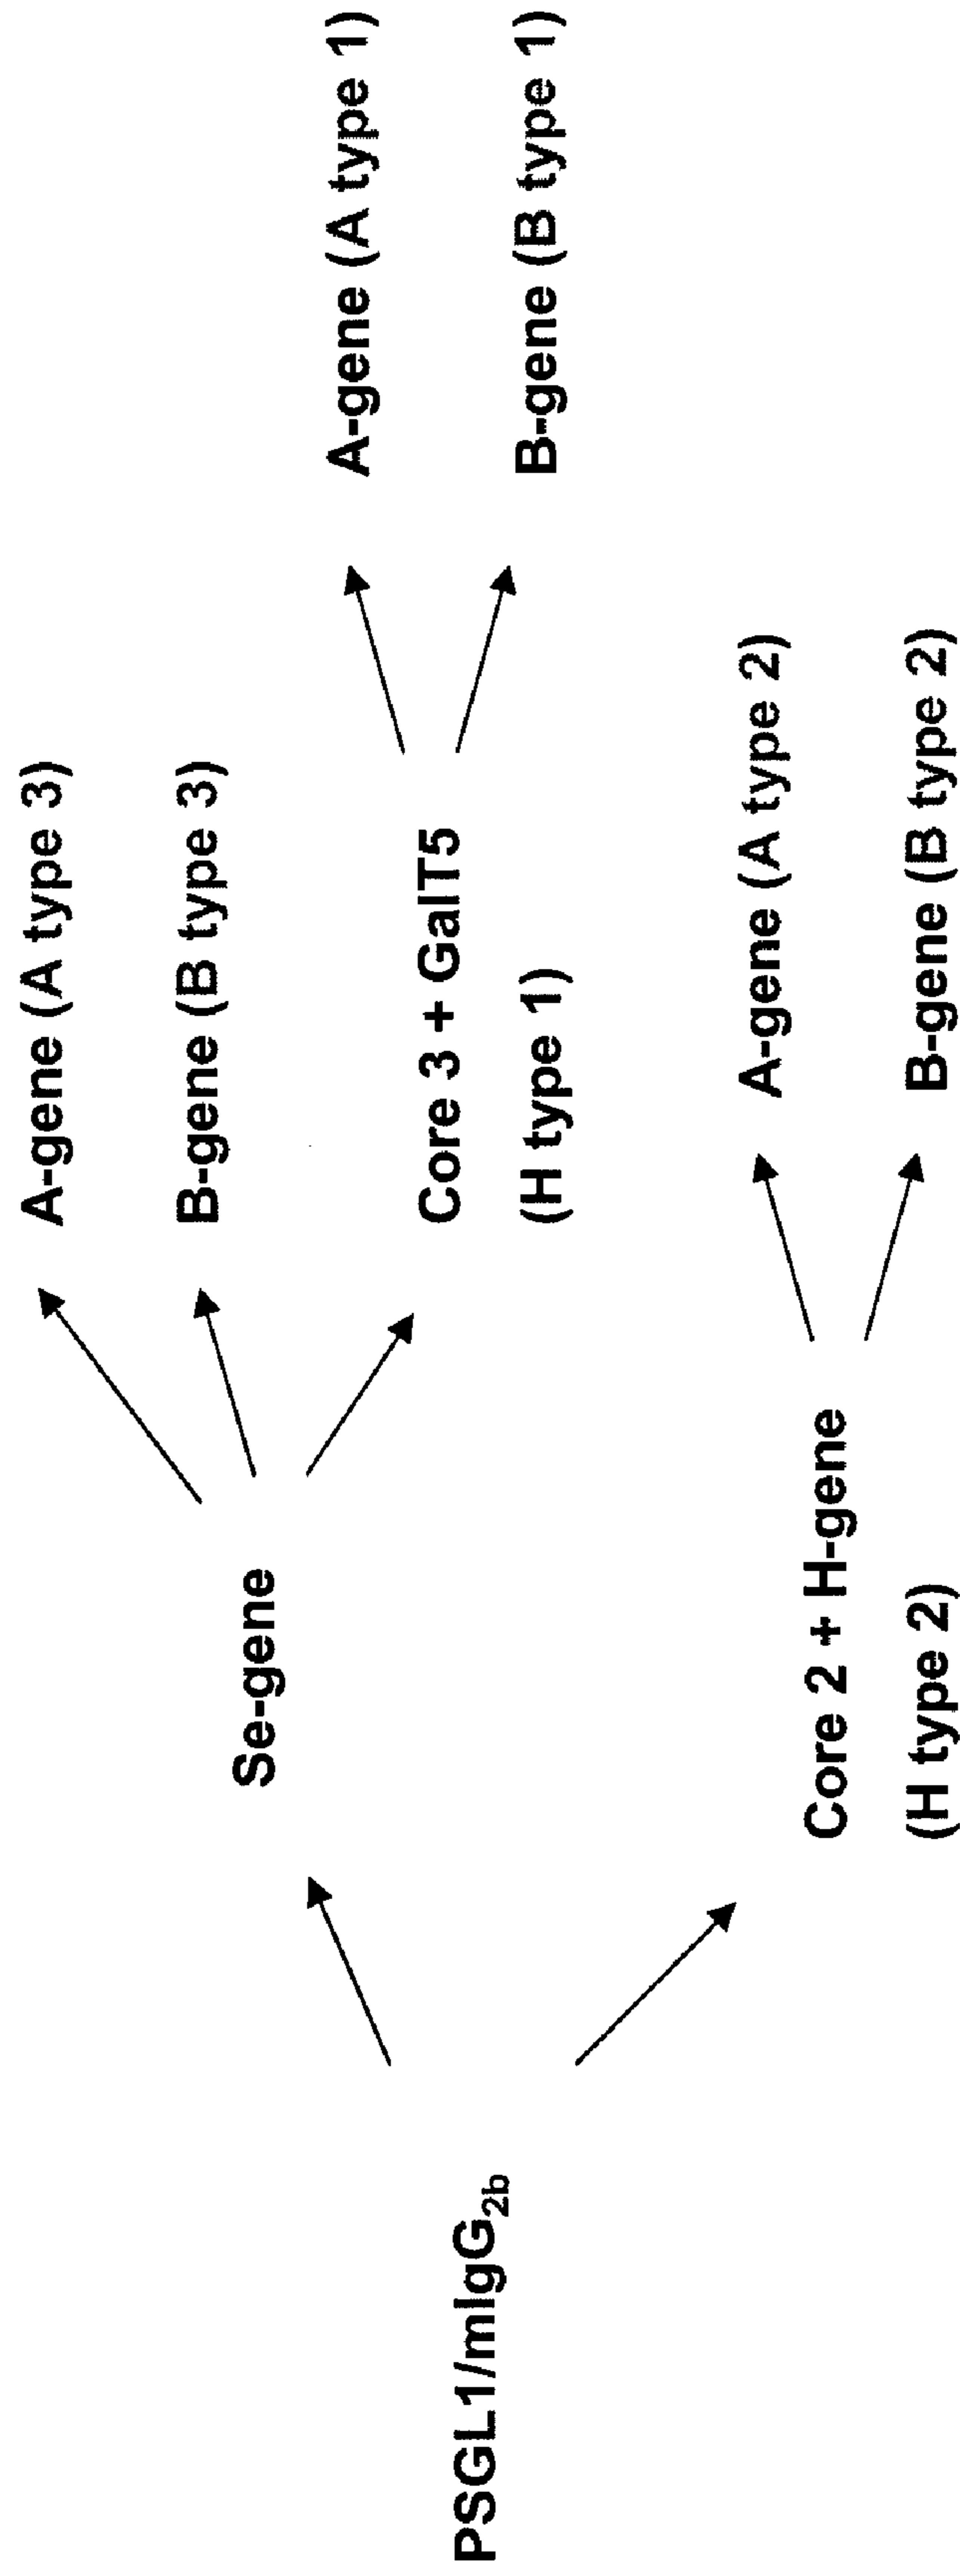 PSGL1/mIgG2b
Se-gene
A-gene (A type 3)
B-gene (B type 3)
Core 3 + GalT5
(H type 1)
A-gene (A type 1)
B-gene (B type 1)
Core 2 + H-gene
(H type 2)
A-gene (A type 2)
B-gene (B type 2)